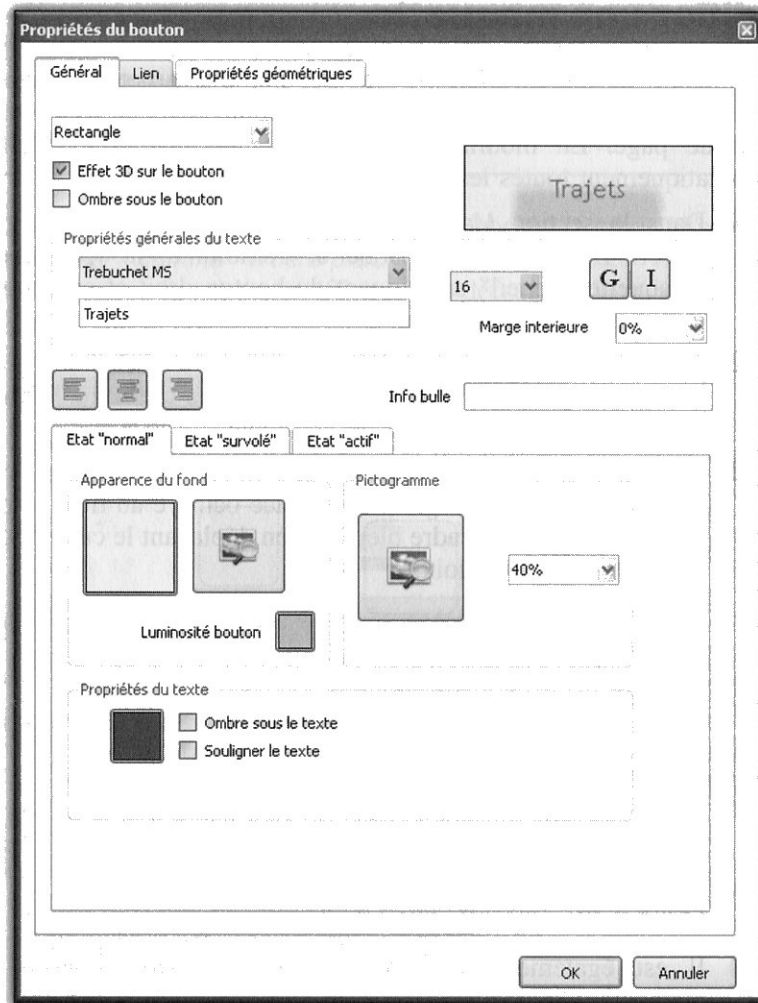 Propriétés du bouton
Général Lien Propriétés géométriques
Rectangle
Effet 3D sur le bouton
Ombre sous le bouton
Trajets
Propriétés générales du texte
Trebuchet MS 16 G I
Trajets
Marge interieure 0%
Info bulle
Etat "normal" Etat "survolé" Etat "actif"
Apparence du fond Pictogramme
40%
Luminosité bouton
Propriétés du texte
Ombre sous le texte
Souligner le texte
OK Annuler